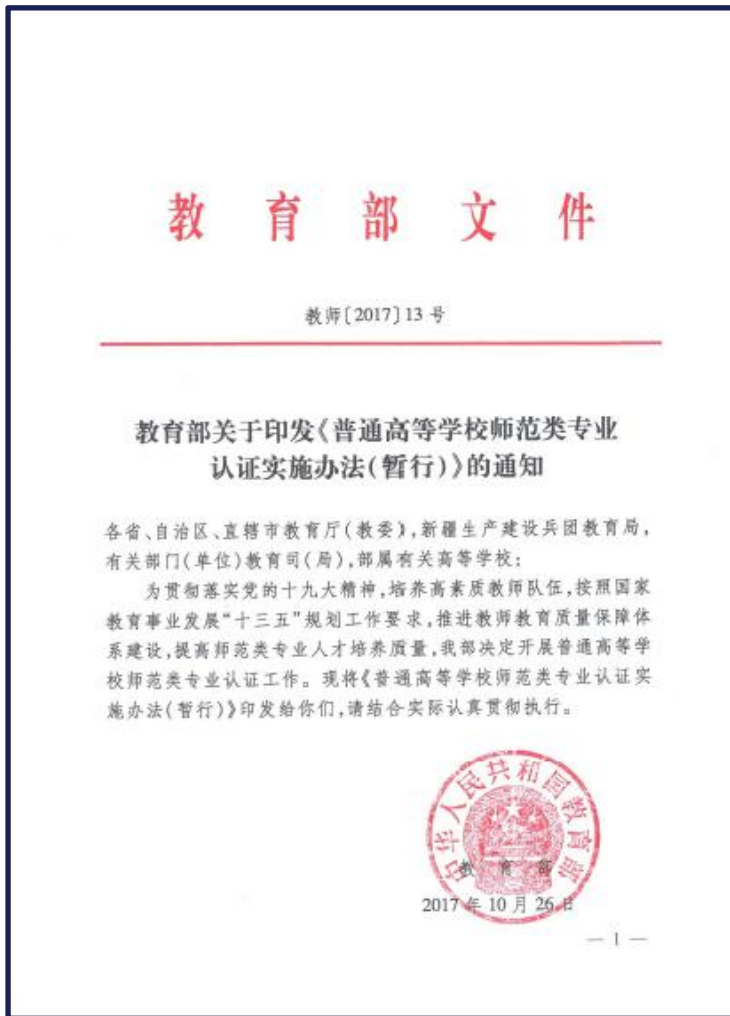 教育部文件
教师〔2017〕13号
教育部关于印发《普通高等学校师范类专业
认证实施办法(暂行)》的通知
各省、自治区、直辖市教育厅(教委),新疆生产建设兵团教育局,
有关部门(单位)教育司(局),部属有关高等学校:
为贯彻落实党的十九大精神,培养高素质教师队伍,按照国家
教育事业发展“十三五”规划工作要求,推进教师教育质量保障体
系建设,提高师范类专业人才培养质量,我部决定开展普通高等学
校师范类专业认证工作。现将《普通高等学校师范类专业认证实
施办法(暂行)》印发给你们,请结合实际认真贯彻执行。
中华人民共和国教育部
教育部
2017年10月26日
— 1 —